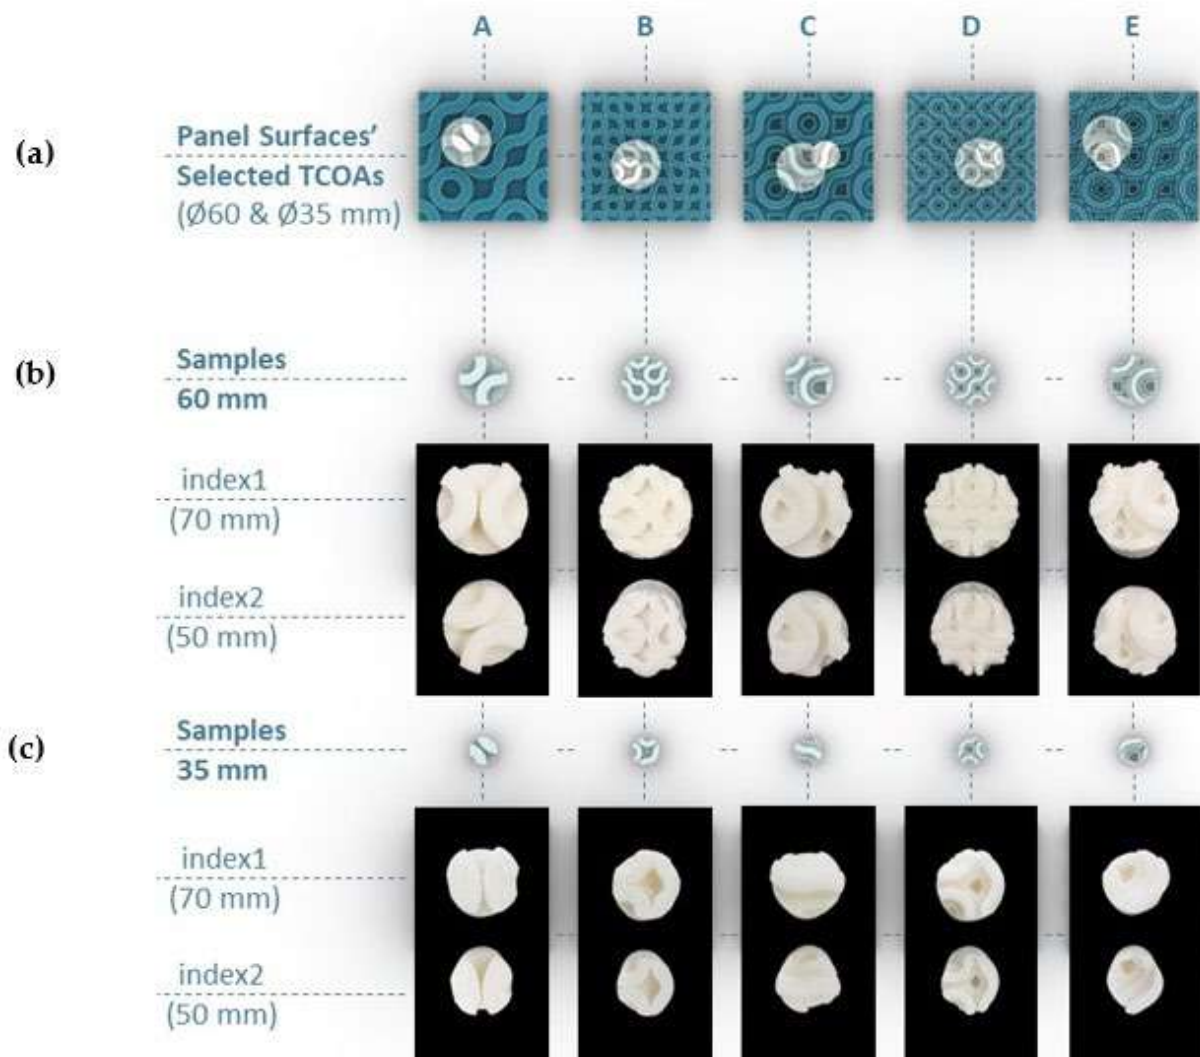 A B C D E
(a)
Panel Surfaces'
Selected TCOAs
(Ø60 & Ø35 mm)
(b)
Samples
60 mm
index1
(70 mm)
index2
(50 mm)
(c)
Samples
35 mm
index1
(70 mm)
index2
(50 mm)